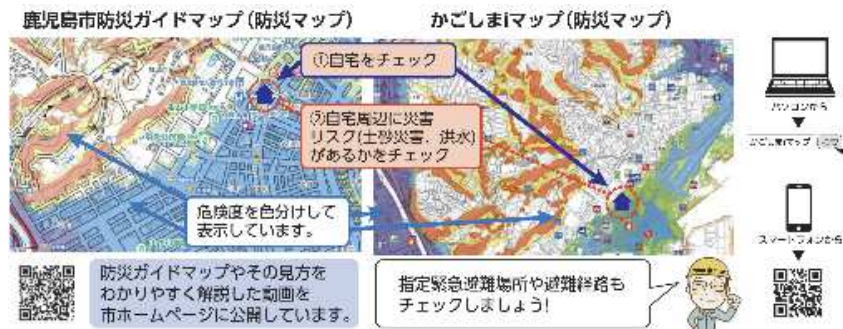 鹿児島市防災ガイドマップ(防災マップ)
かごしまiマップ(防災マップ)
①自宅をチェック
②自宅周辺に災害
リスク(土砂災害、洪水)
があるかをチェック
危険度を色分けして
表示しています。
パソコンから
かごしまiマップ
スマートフォンから
防災ガイドマップやその見方を
わかりやすく解説した動画を
市ホームページに公開しています。
指定緊急避難場所や避難経路も
チェックしましょう!